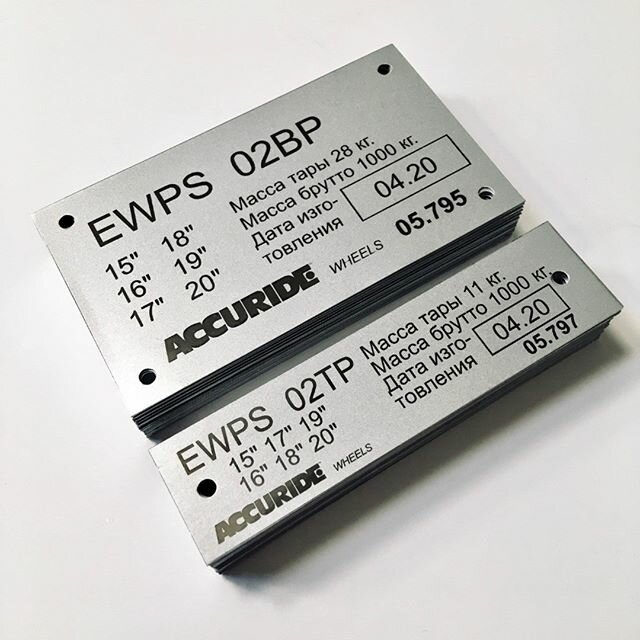 EWPS 02BP
15" 18"
16" 19"
17" 20"
Масса тары 28 кг.
Масса брутто 1000 кг.
Дата изго-
товления
04.20
ACCURIDE WHEELS
05.795
EWPS 02TP
15" 17" 19"
16" 18" 20"
Масса тары 11 кг.
Масса брутто 1000 кг.
Дата изго-
товления
04.20
ACCURIDE WHEELS
05.797